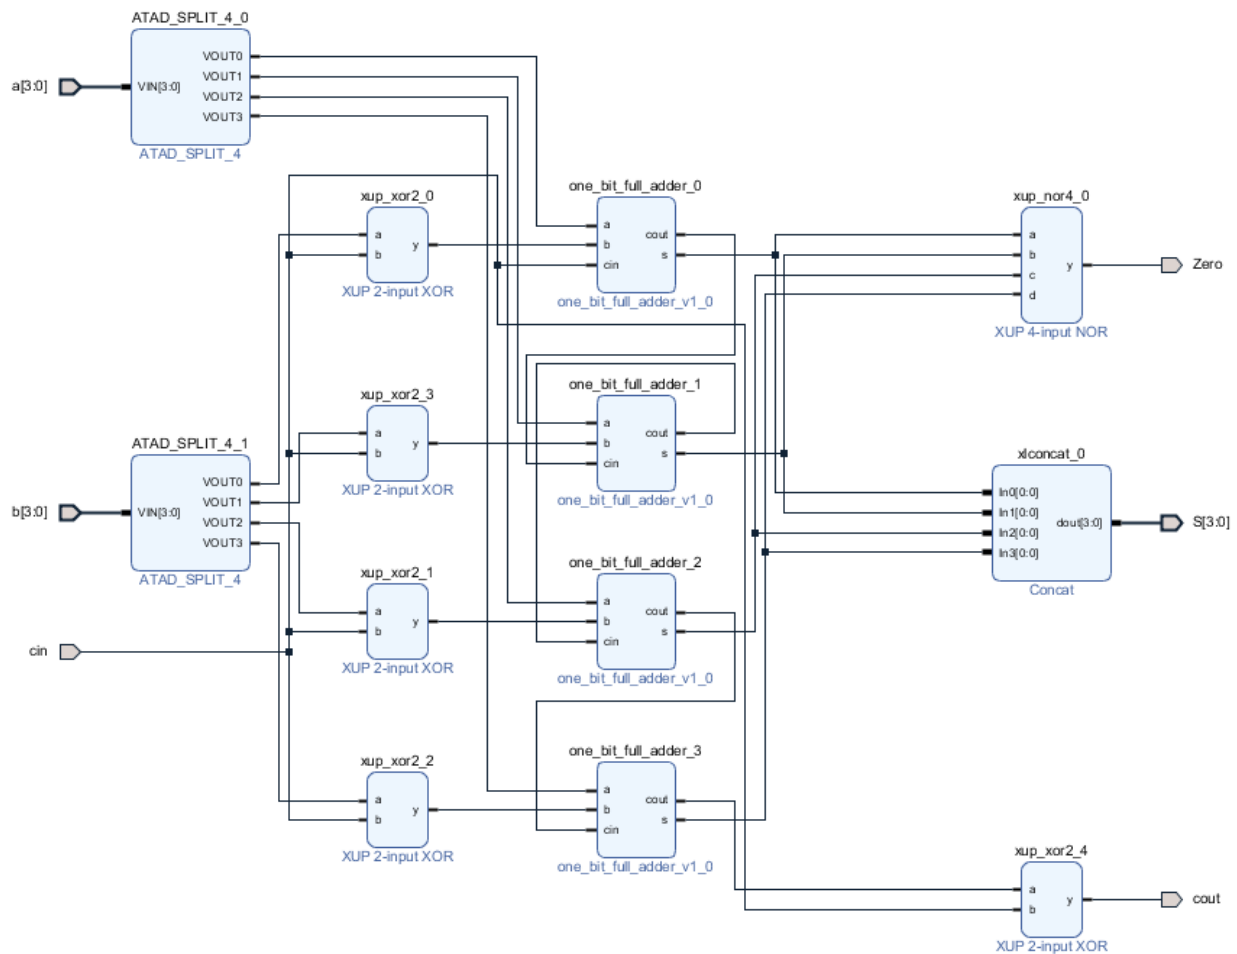 ATAD_SPLIT_4_0
a[3:0]
VIN[3:0]
VOUT0
VOUT1
VOUT2
VOUT3
ATAD_SPLIT_4
xup_xor2_0
a
b
y
XUP 2-input XOR
one_bit_full_adder_0
a
b
cin
cout
s
one_bit_full_adder_v1_0
xup_nor4_0
a
b
c
d
y
XUP 4-input NOR
Zero
xup_xor2_3
a
b
y
XUP 2-input XOR
one_bit_full_adder_1
a
b
cin
cout
s
one_bit_full_adder_v1_0
ATAD_SPLIT_4_1
b[3:0]
VIN[3:0]
VOUT0
VOUT1
VOUT2
VOUT3
ATAD_SPLIT_4
xlconcat_0
In0[0:0]
In1[0:0]
In2[0:0]
In3[0:0]
dout[3:0]
Concat
S[3:0]
xup_xor2_1
a
b
y
XUP 2-input XOR
one_bit_full_adder_2
a
b
cin
cout
s
one_bit_full_adder_v1_0
cin
xup_xor2_2
a
b
y
XUP 2-input XOR
one_bit_full_adder_3
a
b
cin
cout
s
one_bit_full_adder_v1_0
xup_xor2_4
a
b
y
XUP 2-input XOR
cout